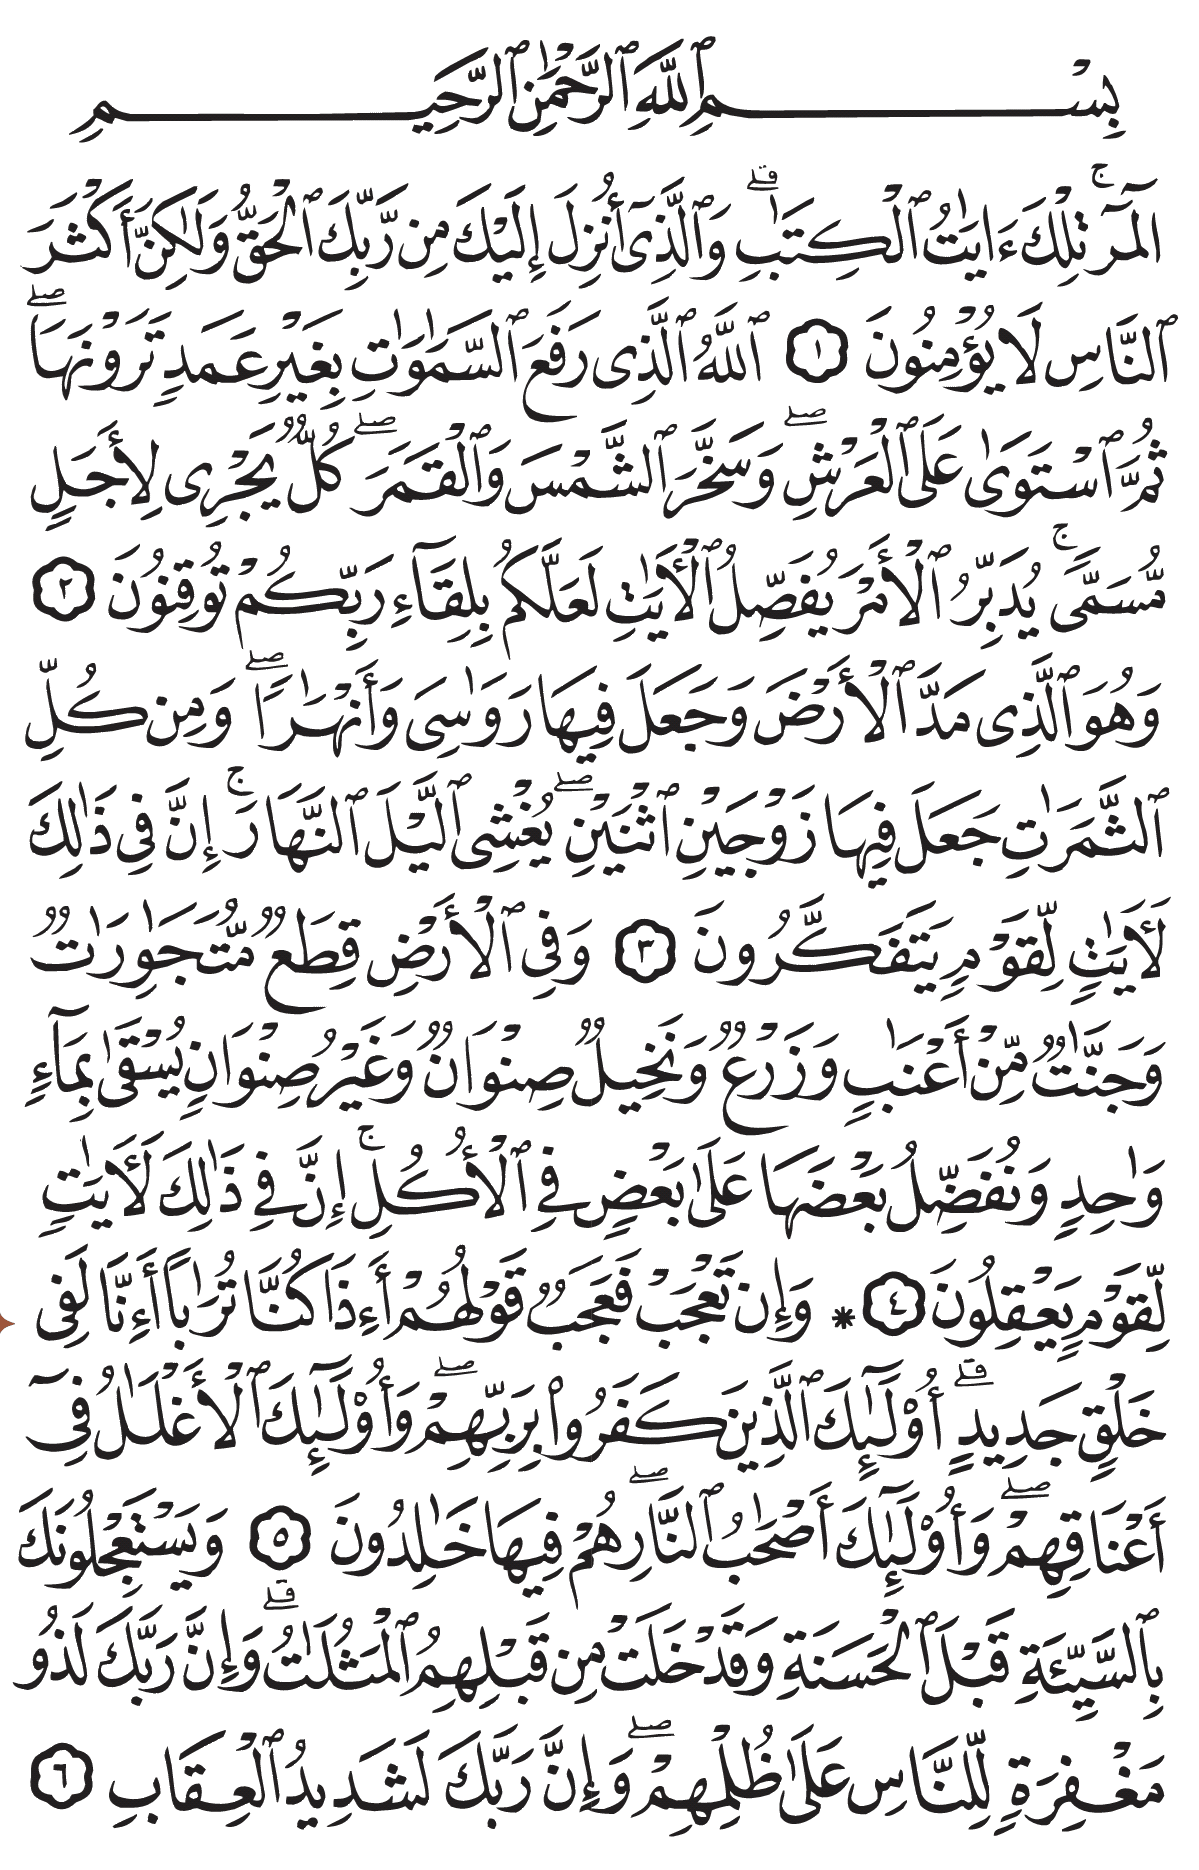 بِسْمِ ٱللَّهِ ٱلرَّحْمَٰنِ ٱلرَّحِيمِ
الٓمٓرۚ تِلْكَ ءَايَٰتُ ٱلْكِتَٰبِۗ وَٱلَّذِىٓ أُنزِلَ إِلَيْكَ مِن رَّبِّكَ ٱلْحَقُّ وَلَٰكِنَّ أَكْثَرَ
ٱلنَّاسِ لَا يُؤْمِنُونَ ١ ٱللَّهُ ٱلَّذِى رَفَعَ ٱلسَّمَٰوَٰتِ بِغَيْرِ عَمَدٍ تَرَوْنَهَاۖ
ثُمَّ ٱسْتَوَىٰ عَلَى ٱلْعَرْشِۖ وَسَخَّرَ ٱلشَّمْسَ وَٱلْقَمَرَۖ كُلٌّ يَجْرِى لِأَجَلٍ
مُّسَمًّىۚ يُدَبِّرُ ٱلْأَمْرَ يُفَصِّلُ ٱلْأَيَٰتِ لَعَلَّكُم بِلِقَآءِ رَبِّكُمْ تُوقِنُونَ ٢
وَهُوَ ٱلَّذِى مَدَّ ٱلْأَرْضَ وَجَعَلَ فِيهَا رَوَٰسِىَ وَأَنْهَٰرًاۖ وَمِن كُلِّ
ٱلثَّمَرَٰتِ جَعَلَ فِيهَا زَوْجَيْنِ ٱثْنَيْنِۖ يُغْشِى ٱلَّيْلَ ٱلنَّهَارَۚ إِنَّ فِى ذَٰلِكَ
لَأَيَٰتٍ لِّقَوْمٍ يَتَفَكَّرُونَ ٣ وَفِى ٱلْأَرْضِ قِطَعٌ مُّتَجَٰوِرَٰتٌ
وَجَنَّٰتٌ مِّنْ أَعْنَٰبٍ وَزَرْعٌ وَنَخِيلٌ صِنْوَانٌ وَغَيْرُ صِنْوَانٍ يُسْقَىٰ بِمَآءٍ
وَٰحِدٍ وَنُفَضِّلُ بَعْضَهَا عَلَىٰ بَعْضٍ فِي ٱلْأُكُلِۚ إِنَّ فِي ذَٰلِكَ لَأَيَٰتٍ
لِّقَوْمٍ يَعْقِلُونَ ٤ * وَإِن تَعْجَبْ فَعَجَبٌ قَوْلُهُمْ أَءِذَا كُنَّا تُرَٰبًا أَءِنَّا لَفِى
خَلْقٍ جَدِيدٍۗ أُوْلَٰٓئِكَ ٱلَّذِينَ كَفَرُوا۟ بِرَبِّهِمْۖ وَأُوْلَٰٓئِكَ ٱلْأَغْلَٰلُ فِىٓ
أَعْنَاقِهِمْۖ وَأُوْلَٰٓئِكَ أَصْحَٰبُ ٱلنَّارِۖ هُمْ فِيهَا خَٰلِدُونَ ٥ وَيَسْتَعْجِلُونَكَ
بِٱلسَّيِّئَةِ قَبْلَ ٱلْحَسَنَةِ وَقَدْ خَلَتْ مِن قَبْلِهِمُ ٱلْمَثُلَٰتُۗ وَإِنَّ رَبَّكَ لَذُو
مَغْفِرَةٍ لِّلنَّاسِ عَلَىٰ ظُلْمِهِمْۖ وَإِنَّ رَبَّكَ لَشَدِيدُ ٱلْعِقَابِ ٦